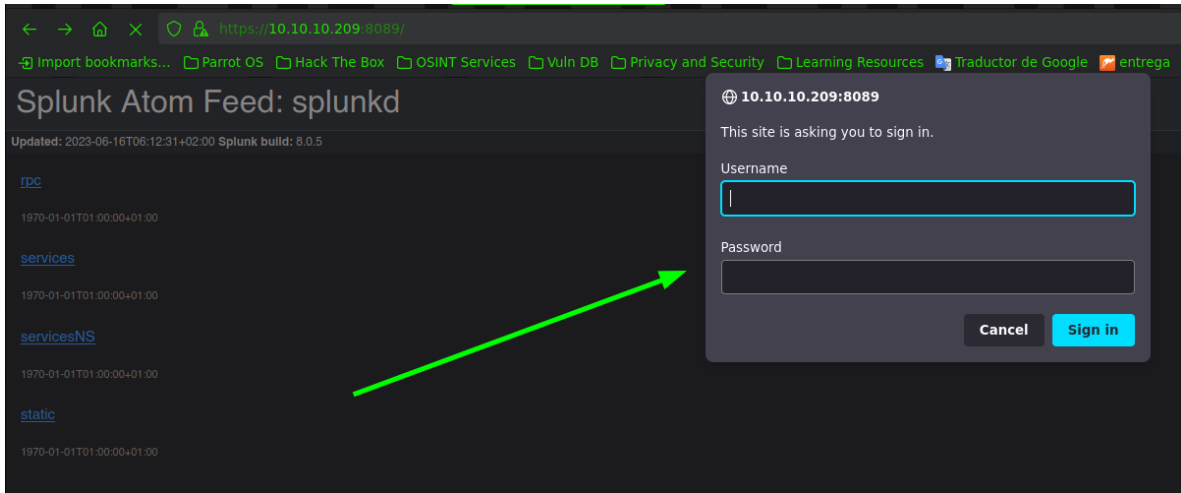 https://10.10.10.209:8089/
Import bookmarks... Parrot OS Hack The Box OSINT Services Vuln DB Privacy and Security Learning Resources Traductor de Google entrega
Splunk Atom Feed: splunkd
Updated: 2023-06-16T06:12:31+02:00 Splunk build: 8.0.5
rpc
1970-01-01T01:00:00+01:00
services
1970-01-01T01:00:00+01:00
servicesNS
1970-01-01T01:00:00+01:00
static
1970-01-01T01:00:00+01:00
10.10.10.209:8089
This site is asking you to sign in.
Username
Password
Cancel Sign in